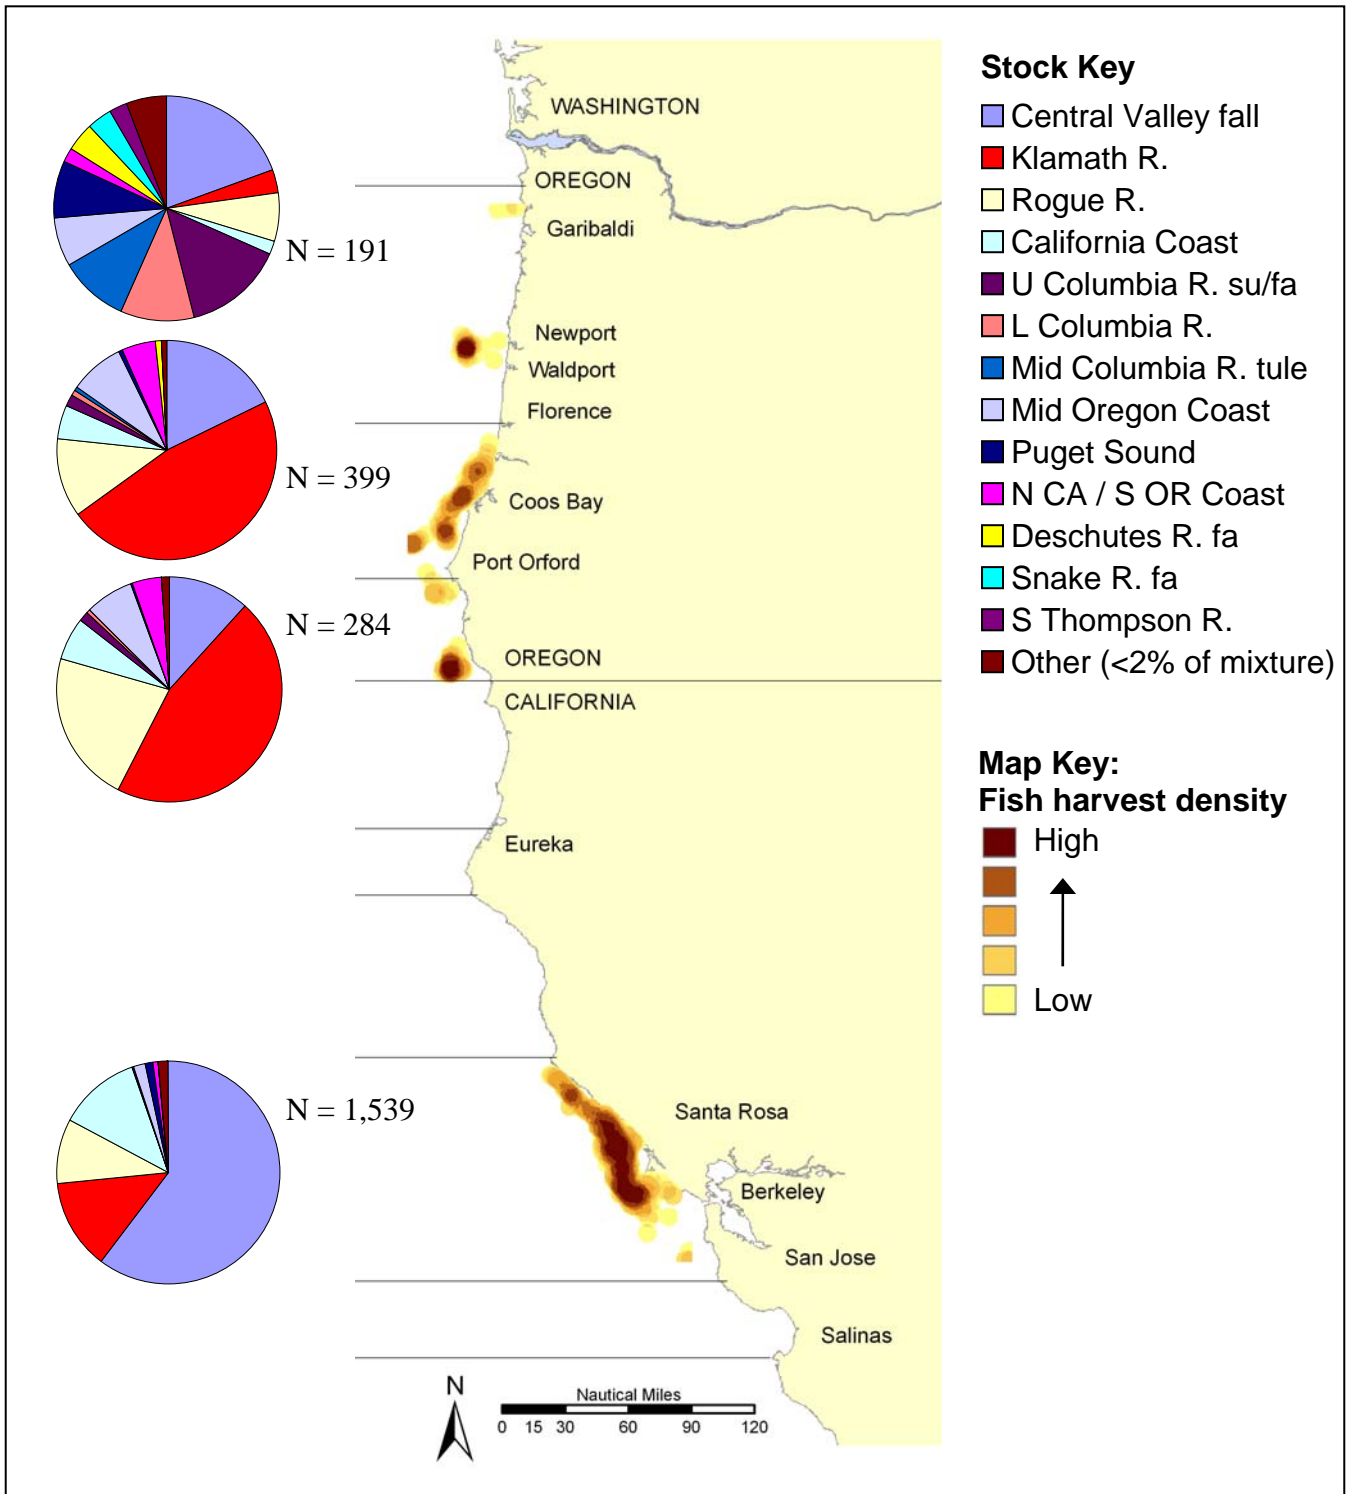 WASHINGTON
OREGON
Garibaldi
N = 191
Newport
Waldport
Florence
N = 399
Coos Bay
Port Orford
N = 284
OREGON
CALIFORNIA
Eureka
N = 1,539
Santa Rosa
Berkeley
San Jose
Salinas
N
Nautical Miles
0 15 30 60 90 120
Stock Key
Central Valley fall
Klamath R.
Rogue R.
California Coast
U Columbia R. su/fa
L Columbia R.
Mid Columbia R. tule
Mid Oregon Coast
Puget Sound
N CA / S OR Coast
Deschutes R. fa
Snake R. fa
S Thompson R.
Other (<2% of mixture)
Map Key:
Fish harvest density
High
Low